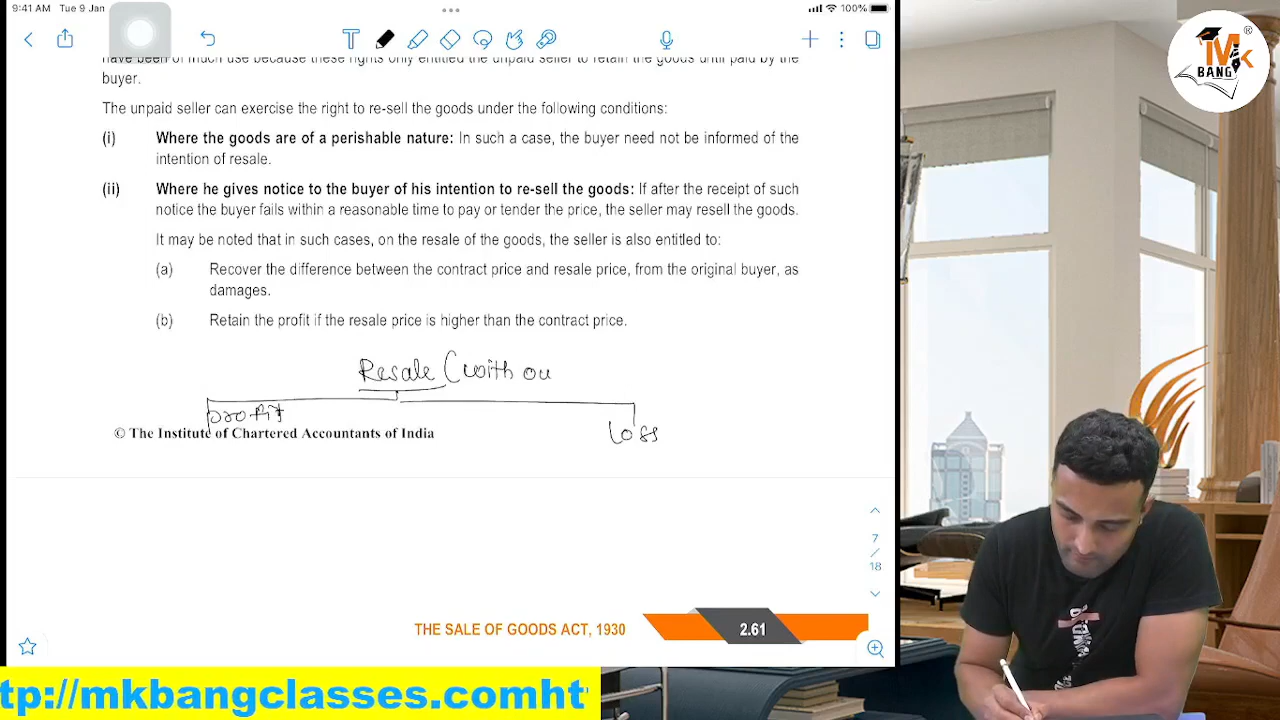 9:41 AM Tue 9 Jan
100%
T
have been of much use because these rights only entitled the unpaid seller to retain the goods until paid by the
buyer.
The unpaid seller can exercise the right to re-sell the goods under the following conditions:
(i) Where the goods are of a perishable nature: In such a case, the buyer need not be informed of the
intention of resale.
(ii) Where he gives notice to the buyer of his intention to re-sell the goods: If after the receipt of such
notice the buyer fails within a reasonable time to pay or tender the price, the seller may resell the goods.
It may be noted that in such cases, on the resale of the goods, the seller is also entitled to:
(a) Recover the difference between the contract price and resale price, from the original buyer, as
damages.
(b) Retain the profit if the resale price is higher than the contract price.
Resale (with ou
profit
loss
© The Institute of Chartered Accountants of India
7
/
18
THE SALE OF GOODS ACT, 1930 2.61
tp://mkbangclasses.comht
MK
BANG
®